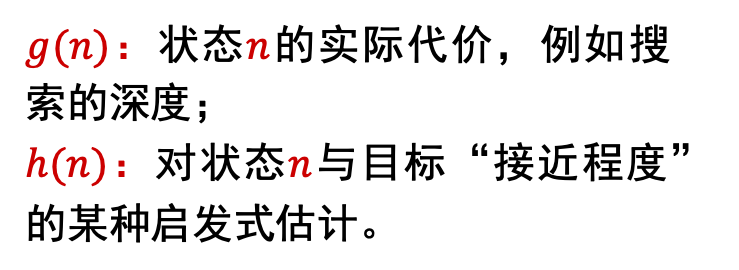 g(n)：状态n的实际代价，例如搜
索的深度；
h(n)：对状态n与目标“接近程度”
的某种启发式估计。